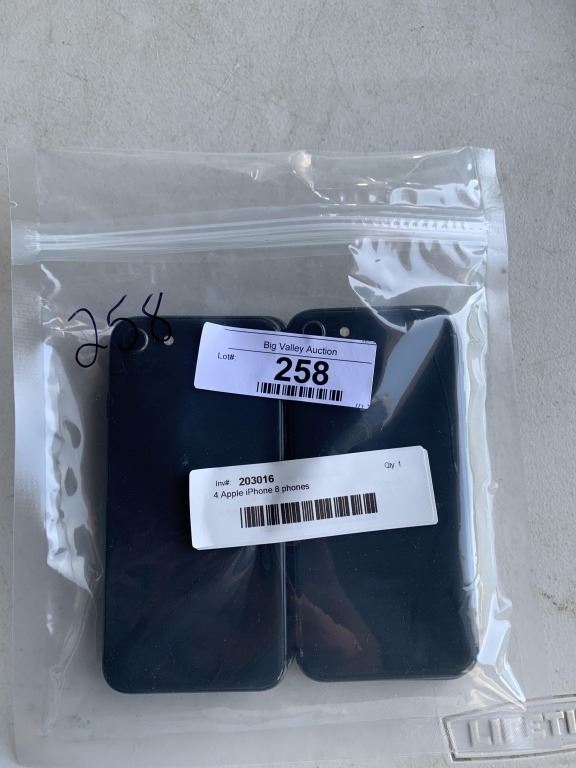 258
Big Valley Auction
Lot#: 258
Inv#: 203016 Qty 1
4 Apple iPhone 8 phones